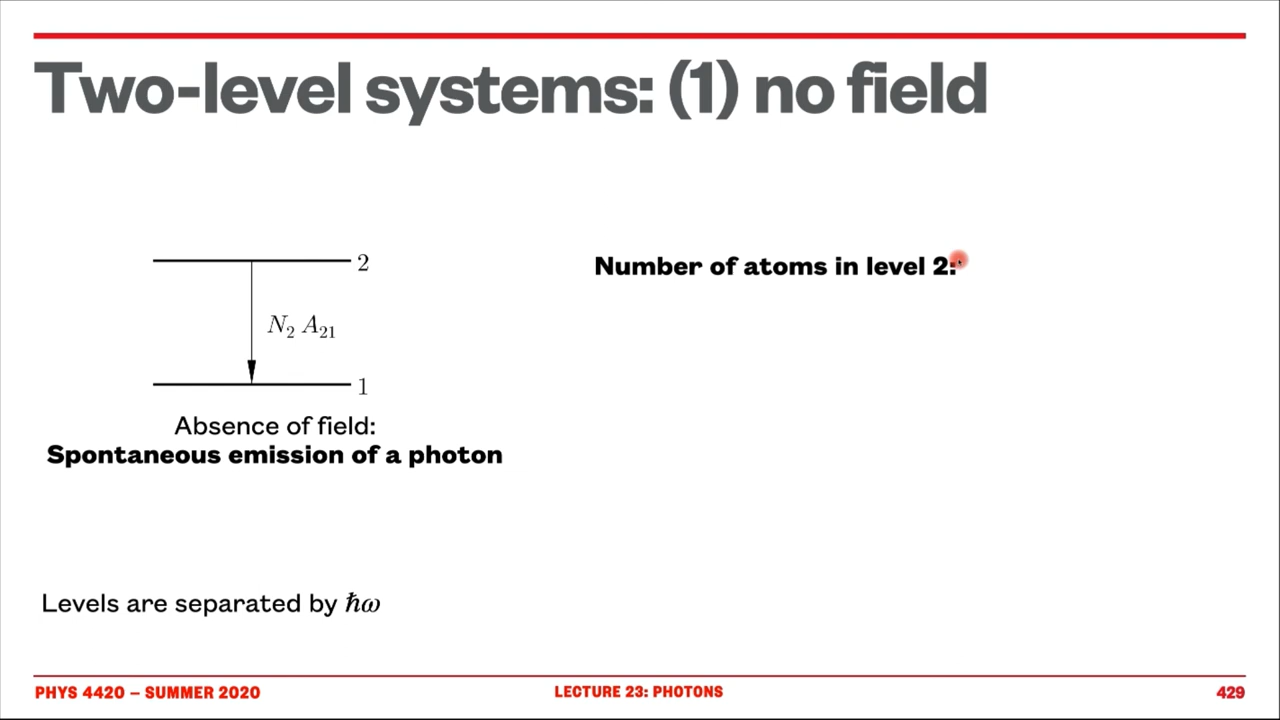 Two-level systems: (1) no field
2
Number of atoms in level 2:
N₂ A₂₁
1
Absence of field:
Spontaneous emission of a photon
Levels are separated by ℏω
PHYS 4420 – SUMMER 2020
LECTURE 23: PHOTONS
429